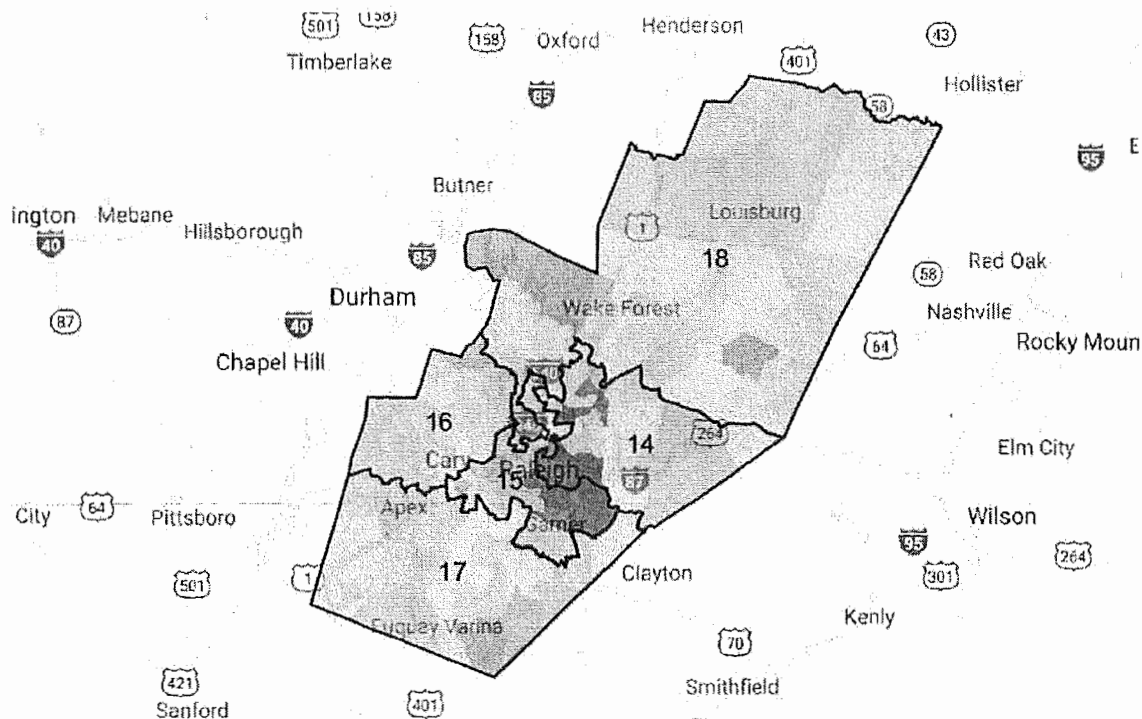 501
158
158
Oxford
Henderson
43
Timberlake
401
Hollister
85
58
95
E
Butner
ington
Mebane
Louisburg
40
Hillsborough
1
85
18
Red Oak
58
Durham
Wake Forest
Nashville
87
40
64
Rocky Moun
Chapel Hill
16
14
264
Elm City
Cary
Raleigh
15
87
64
Apex
City
Pittsboro
Garner
Wilson
95
264
17
Clayton
501
1
301
Kenly
Fuquay Varina
70
421
Smithfield
401
Sanford